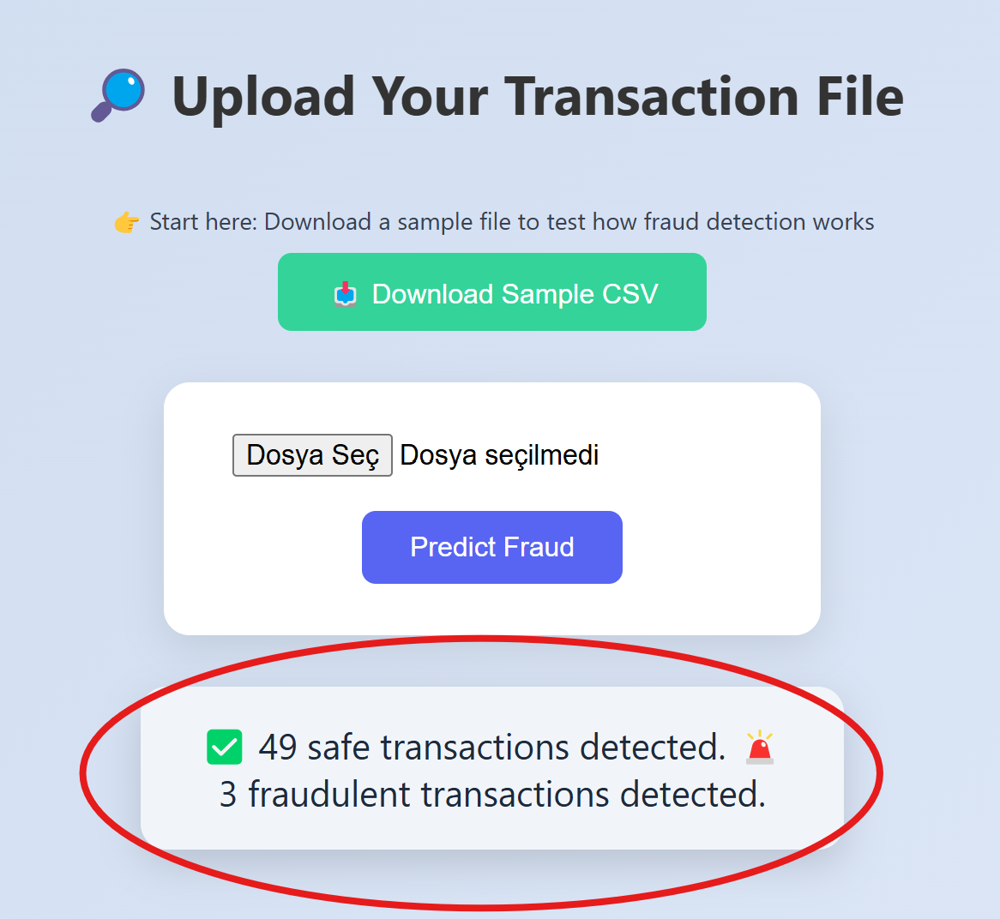 🔎 Upload Your Transaction File
👉 Start here: Download a sample file to test how fraud detection works
📥 Download Sample CSV
Dosya Seç Dosya seçilmedi
Predict Fraud
✅ 49 safe transactions detected. 🚨
3 fraudulent transactions detected.